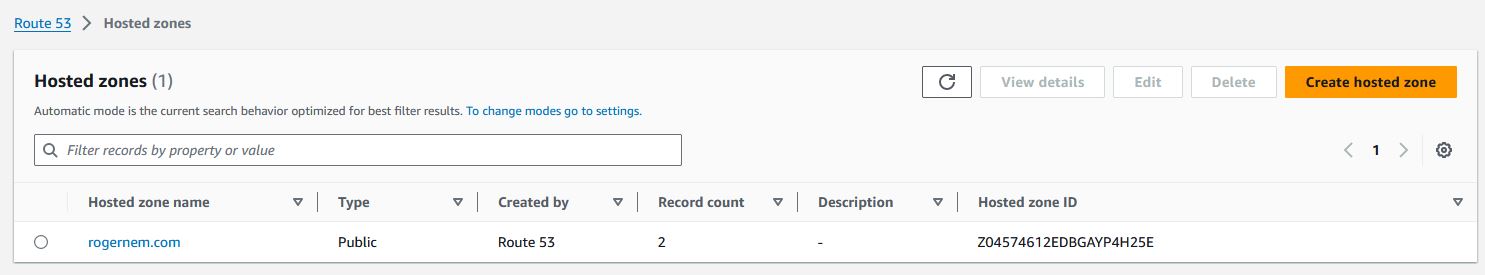 Route 53 > Hosted zones
Hosted zones (1)
View details Edit Delete Create hosted zone
Automatic mode is the current search behavior optimized for best filter results. To change modes go to settings.
Filter records by property or value
1
Hosted zone name Type Created by Record count Description Hosted zone ID
rogernem.com Public Route 53 2 - Z04574612EDBGAYP4H25E